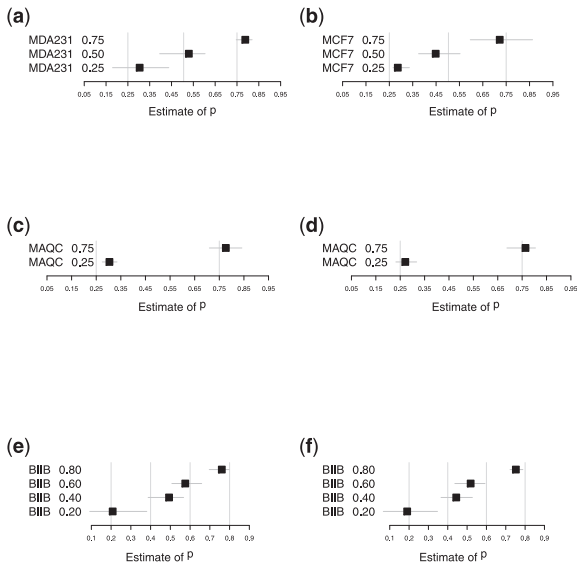 (a)
MDA231 0.75
MDA231 0.50
MDA231 0.25
0.05 0.15 0.25 0.35 0.45 0.55 0.65 0.75 0.85 0.95
Estimate of p
(b)
MCF7 0.75
MCF7 0.50
MCF7 0.25
0.05 0.15 0.25 0.35 0.45 0.55 0.65 0.75 0.85 0.95
Estimate of p
(c)
MAQC 0.75
MAQC 0.25
0.05 0.15 0.25 0.35 0.45 0.55 0.65 0.75 0.85 0.95
Estimate of p
(d)
MAQC 0.75
MAQC 0.25
0.05 0.15 0.25 0.35 0.45 0.55 0.65 0.75 0.85 0.95
Estimate of p
(e)
BIIB 0.80
BIIB 0.60
BIIB 0.40
BIIB 0.20
0.1 0.2 0.3 0.4 0.5 0.6 0.7 0.8 0.9
Estimate of p
(f)
BIIB 0.80
BIIB 0.60
BIIB 0.40
BIIB 0.20
0.1 0.2 0.3 0.4 0.5 0.6 0.7 0.8 0.9
Estimate of p